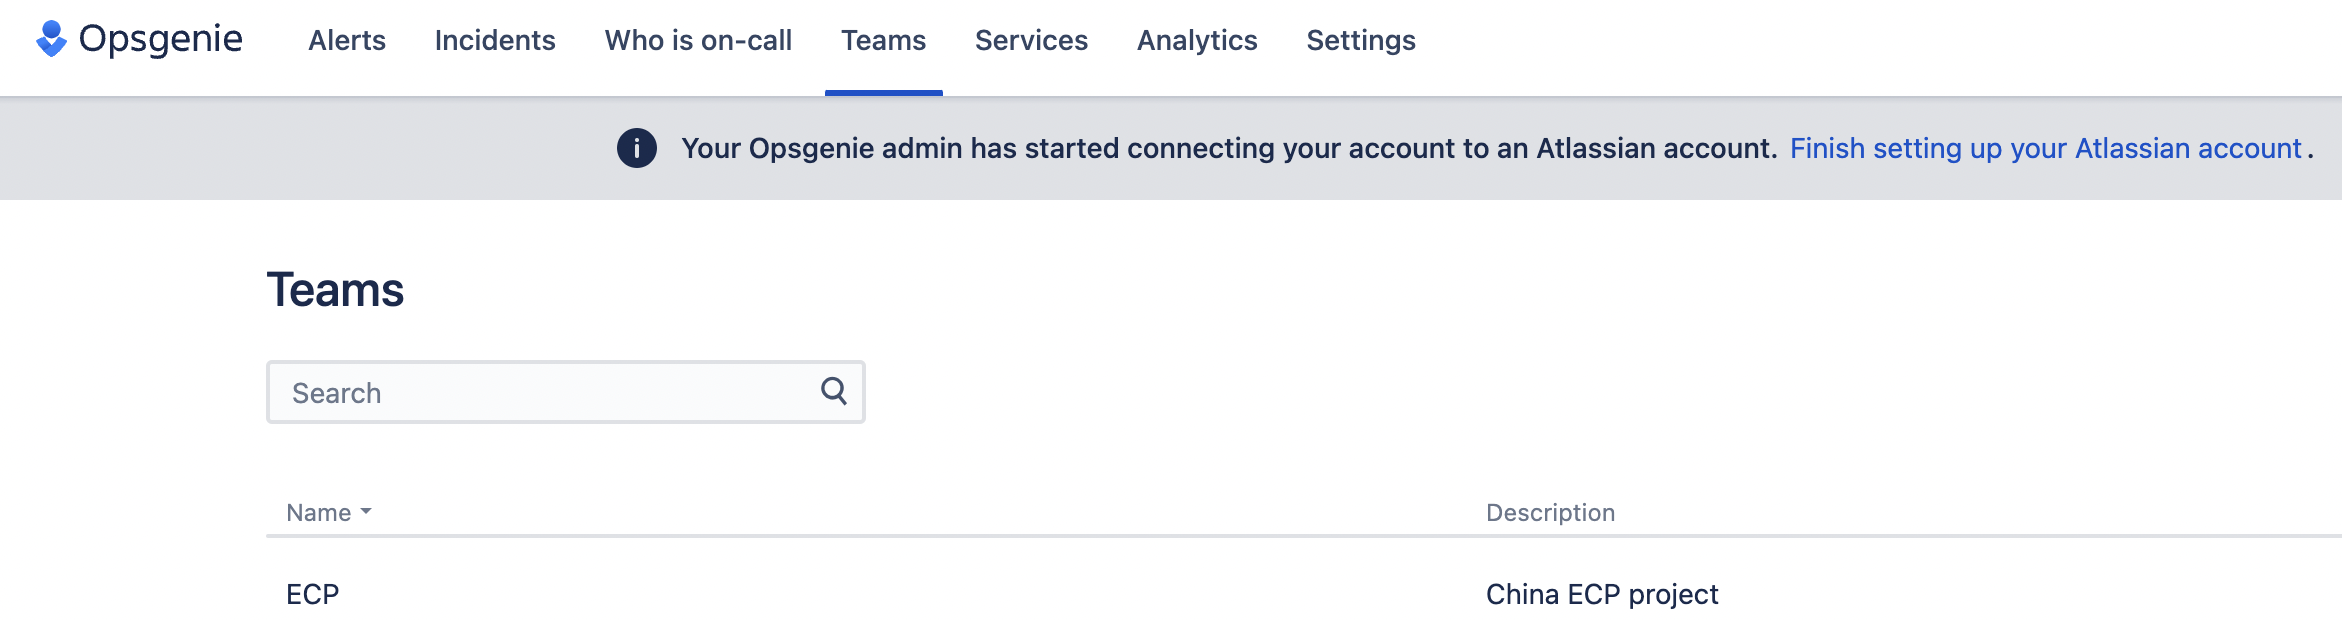 Opsgenie Alerts Incidents Who is on-call Teams Services Analytics Settings
Your Opsgenie admin has started connecting your account to an Atlassian account. Finish setting up your Atlassian account.
Teams
Search
Name Description
ECP China ECP project